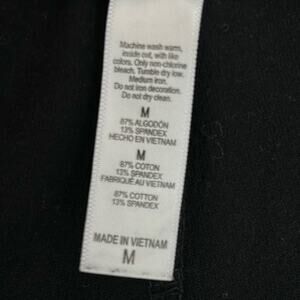 Machine wash warm,
inside out, with like
colors. Only non-chlorine
bleach. Tumble dry low.
Medium iron.
Do not iron decoration.
Do not dry clean.
M
87% ALGODÓN
13% SPANDEX
HECHO EN VIETNAM
M
87% COTON
13% SPANDEX
FABRIQUÉ AU VIETNAM
87% COTTON
13% SPANDEX
MADE IN VIETNAM
M